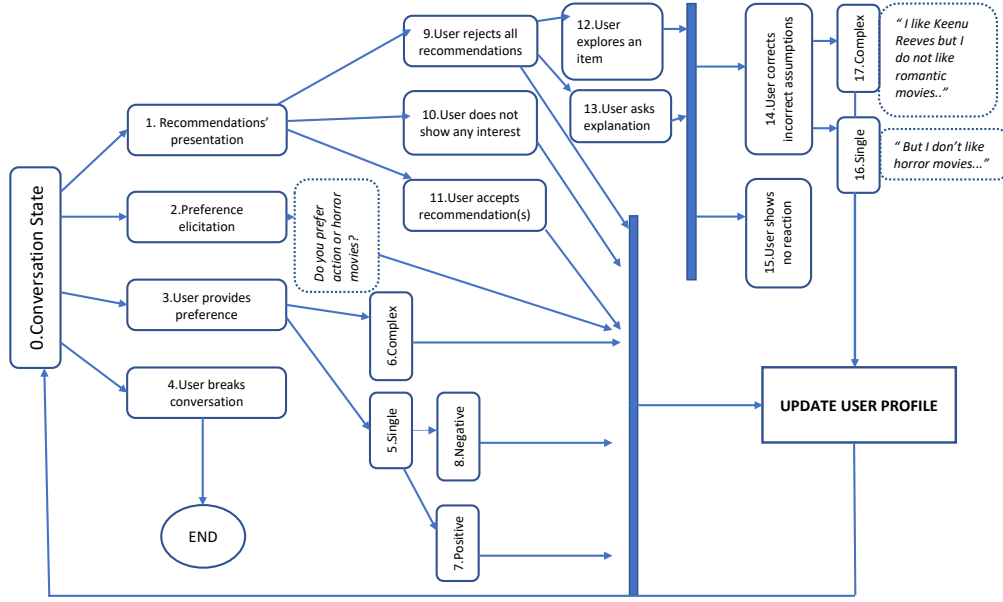 0.Conversation State
1. Recommendations'
presentation
2.Preference
elicitation
3.User provides
preference
4.User breaks
conversation
END
Do you prefer
action or horror
movies?
6.Complex
5.Single
8.Negative
7.Positive
9.User rejects all
recommendations
10.User does not
show any interest
11.User accepts
recommendation(s)
12.User
explores an
item
13.User asks
explanation
14.User corrects
incorrect assumptions
15.User shows
no reaction
17.Complex
16.Single
“ I like Keenu
Reeves but I
do not like
romantic
movies..”
“ But I don’t like
horror movies...”
UPDATE USER PROFILE